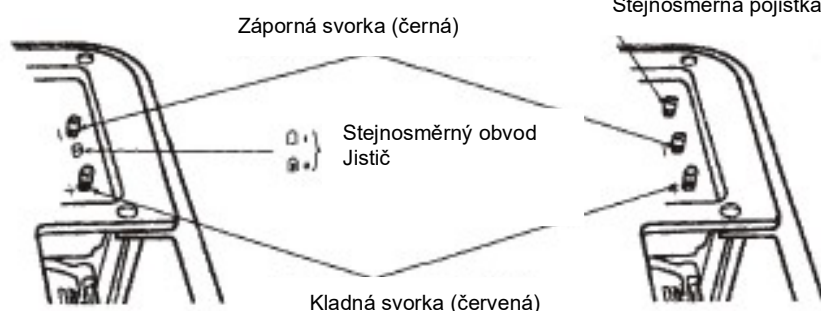 Stejnosměrná pojistka
Záporná svorka (černá)
Stejnosměrný obvod
Jistič
Kladná svorka (červená)